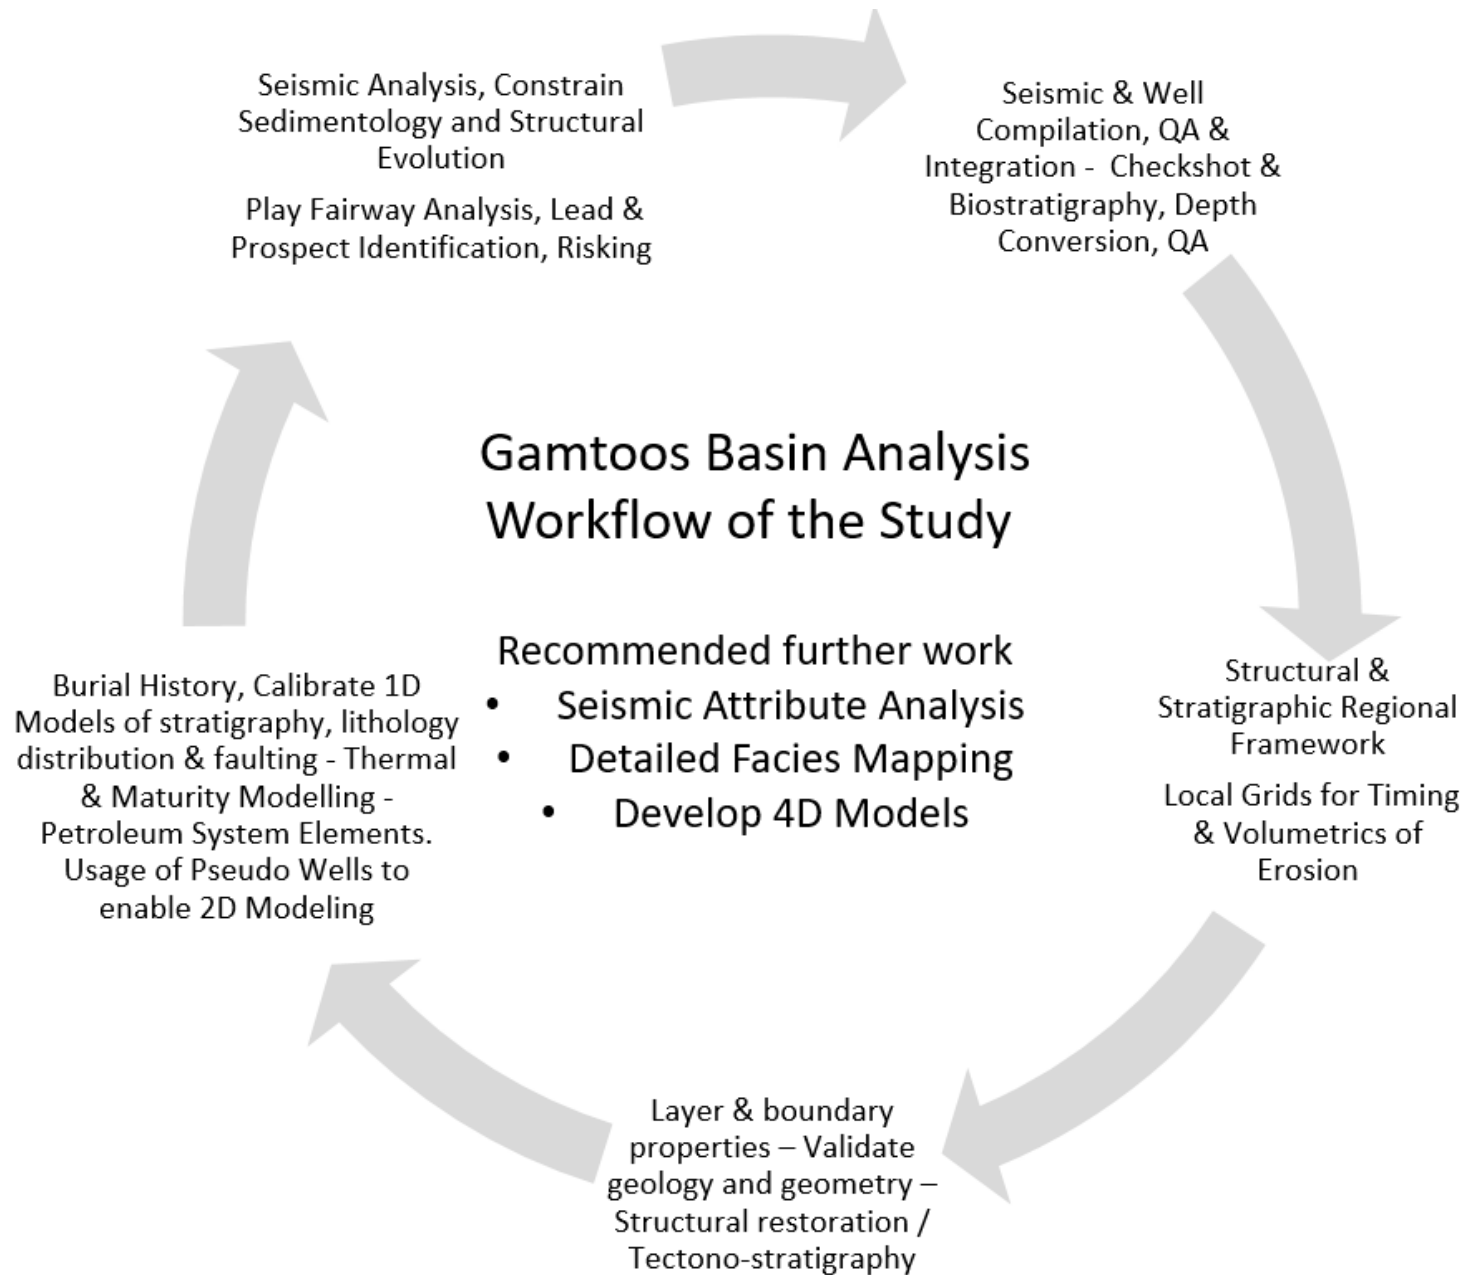 Seismic Analysis, Constrain
Sedimentology and Structural
Evolution
Play Fairway Analysis, Lead &
Prospect Identification, Risking
Seismic & Well
Compilation, QA &
Integration - Checkshot &
Biostratigraphy, Depth
Conversion, QA
Structural &
Stratigraphic Regional
Framework
Local Grids for Timing
& Volumetrics of
Erosion
Layer & boundary
properties – Validate
geology and geometry –
Structural restoration /
Tectono-stratigraphy
Burial History, Calibrate 1D
Models of stratigraphy, lithology
distribution & faulting - Thermal
& Maturity Modelling -
Petroleum System Elements.
Usage of Pseudo Wells to
enable 2D Modeling
Gamtoos Basin Analysis
Workflow of the Study
Recommended further work
• Seismic Attribute Analysis
• Detailed Facies Mapping
• Develop 4D Models